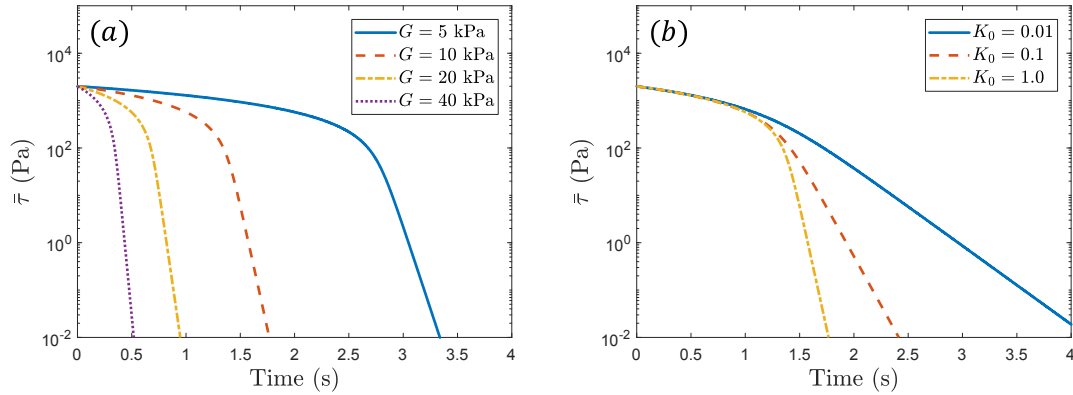 (a)
G = 5 kPa
G = 10 kPa
G = 20 kPa
G = 40 kPa
10^4
10^2
10^0
10^-2
τ̿ (Pa)
0 0.5 1 1.5 2 2.5 3 3.5 4
Time (s)
(b)
K_0 = 0.01
K_0 = 0.1
K_0 = 1.0
10^4
10^2
10^0
10^-2
τ̿ (Pa)
0 0.5 1 1.5 2 2.5 3 3.5 4
Time (s)